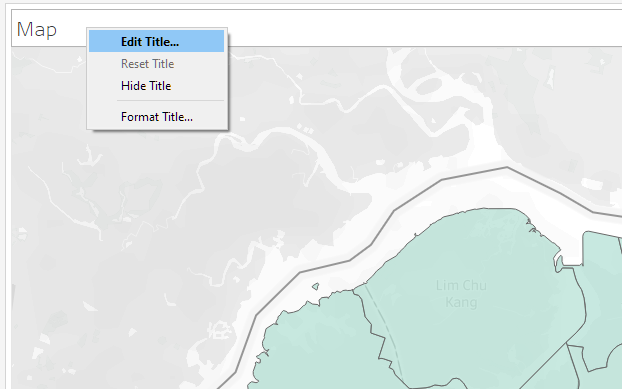 Map
Edit Title...
Reset Title
Hide Title
Format Title...
Lim Chu
Kang